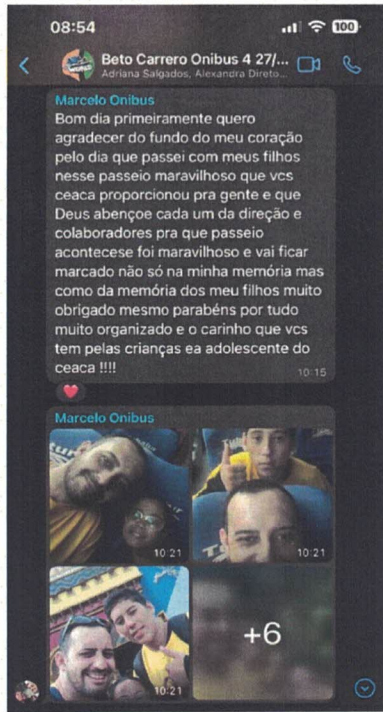 08:54
100
Beto Carrero Onibus 4 27/...
Adriana Salgados, Alexandra Direto...
Marcelo Onibus
Bom dia primeiramente quero
agradecer do fundo do meu coração
pelo dia que passei com meus filhos
nesse passeio maravilhoso que vcs
ceaca proporcionou pra gente e que
Deus abençoe cada um da direção e
colaboradores pra que passeio
acontecese foi maravilhoso e vai ficar
marcado não só na minha memória mas
como da memória dos meu filhos muito
obrigado mesmo parabéns por tudo
muito organizado e o carinho que vcs
tem pelas crianças ea adolescente do
ceaca !!!!
10:15
Marcelo Onibus
10:21
10:21
10:21
+6